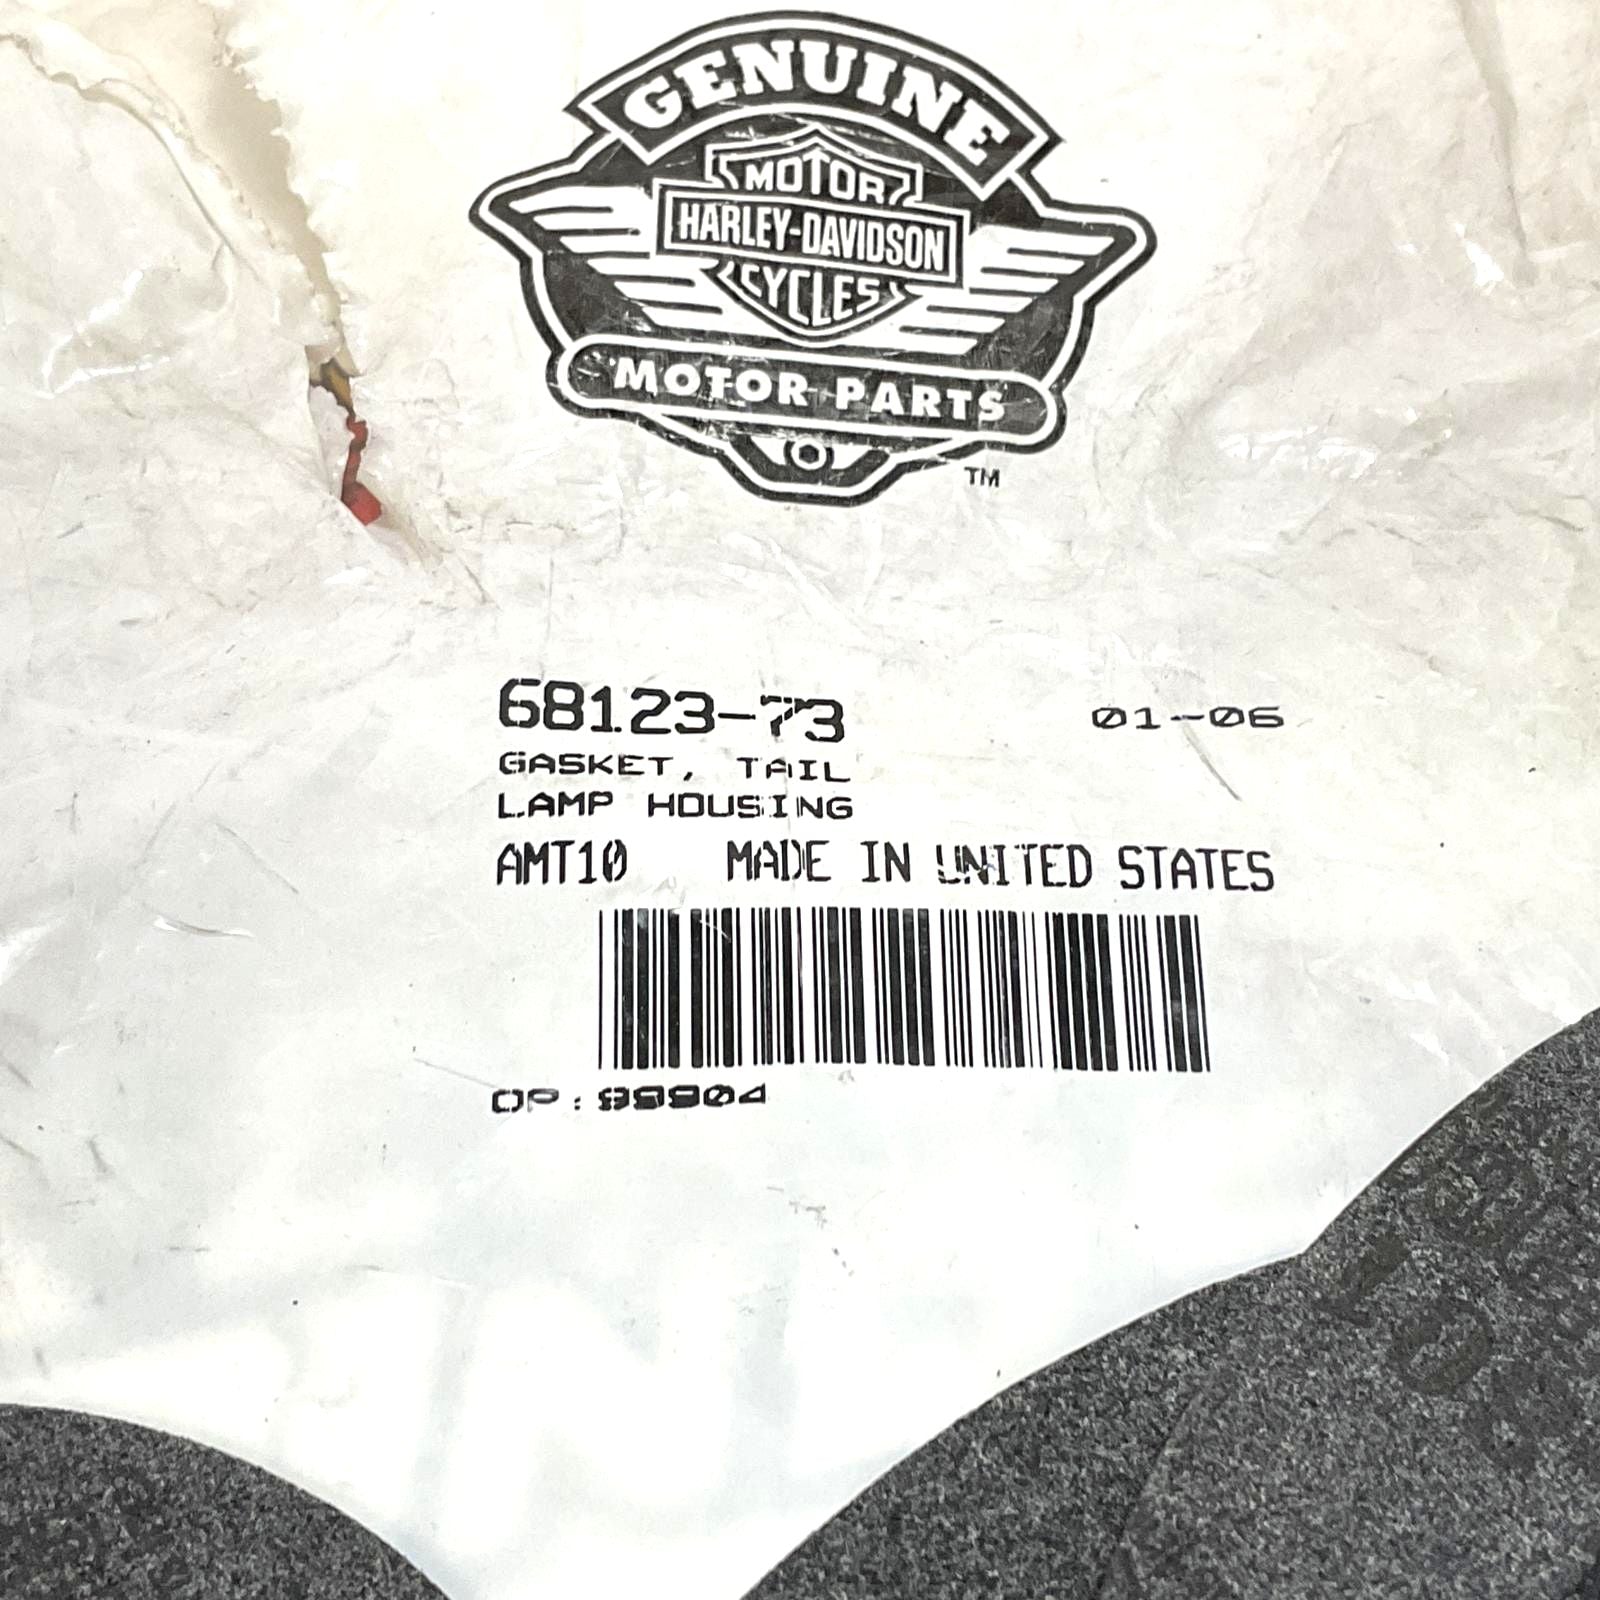 GENUINE
MOTOR
HARLEY-DAVIDSON
CYCLES
MOTOR PARTS
TM
68123-73 01-06
GASKET, TAIL
LAMP HOUSING
AMT10 MADE IN UNITED STATES
OP:99904